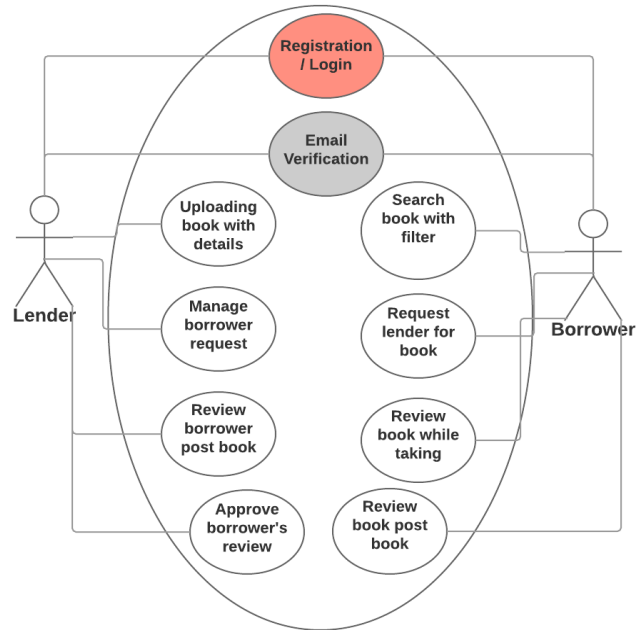 Registration
/ Login
Email
Verification
Uploading
book with
details
Search
book with
filter
Lender
Manage
borrower
request
Request
lender for
book
Borrower
Review
borrower
post book
Review
book while
taking
Approve
borrower's
review
Review
book post
book